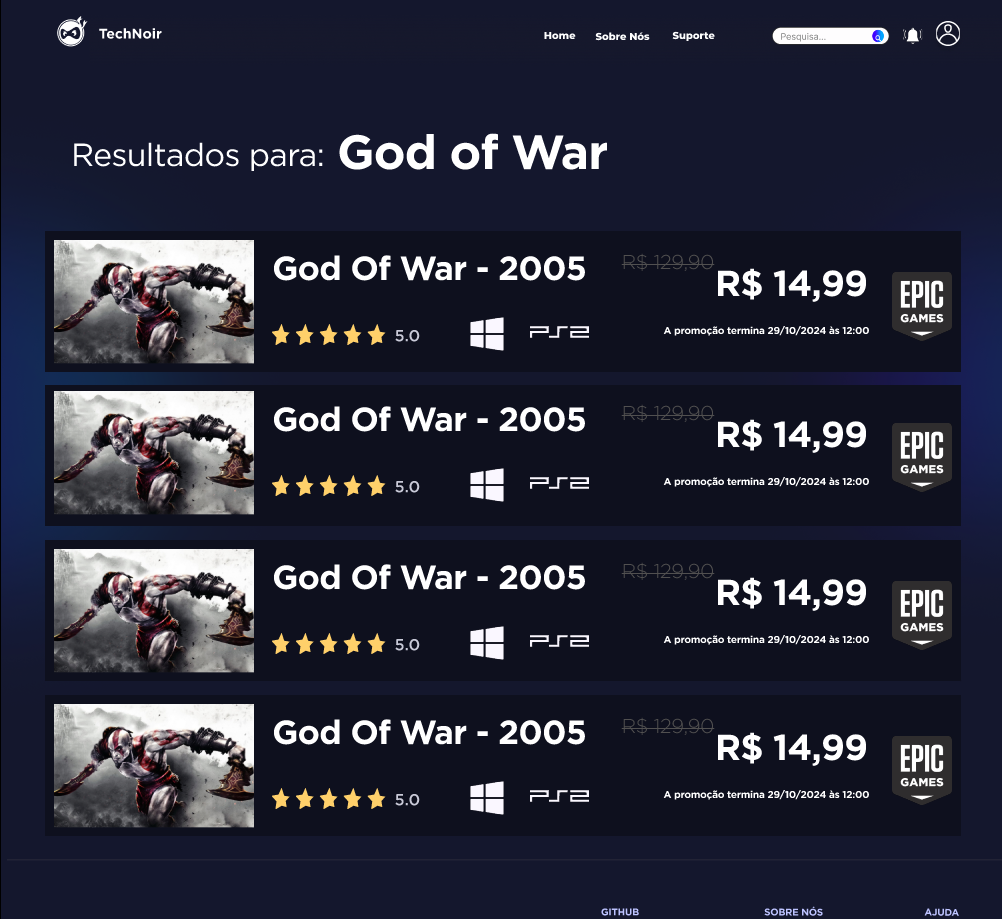 TechNoir
Home
Sobre Nós
Suporte
Pesquisa...
Resultados para: God of War
God Of War - 2005
R$ 129,90
R$ 14,99
5.0
PS2
A promoção termina 29/10/2024 às 12:00
EPIC
GAMES
God Of War - 2005
R$ 129,90
R$ 14,99
5.0
PS2
A promoção termina 29/10/2024 às 12:00
EPIC
GAMES
God Of War - 2005
R$ 129,90
R$ 14,99
5.0
PS2
A promoção termina 29/10/2024 às 12:00
EPIC
GAMES
God Of War - 2005
R$ 129,90
R$ 14,99
5.0
PS2
A promoção termina 29/10/2024 às 12:00
EPIC
GAMES
GITHUB
SOBRE NÓS
AJUDA